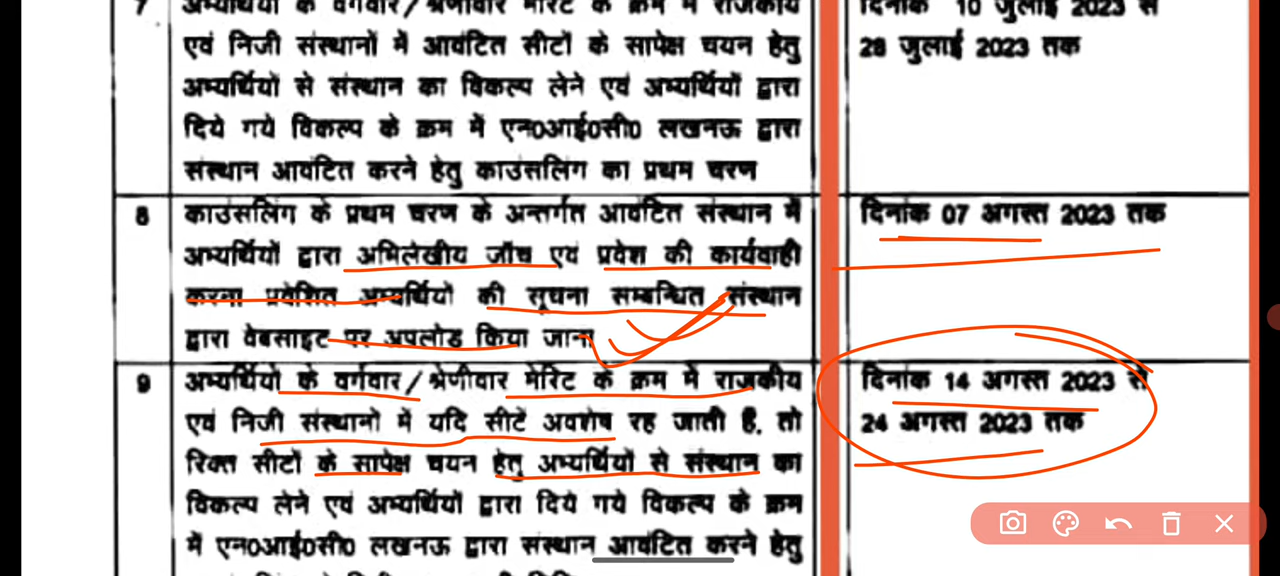 7 अभ्यर्थियों के वर्गवार/श्रेणीवार मेरिट के क्रम में राजकीय
एवं निजी संस्थानों में आवंटित सीटों के सापेक्ष चयन हेतु
अभ्यर्थियों से संस्थान का विकल्प लेने एवं अभ्यर्थियों द्वारा
दिये गये विकल्प के क्रम में एन0आई0सी0 लखनऊ द्वारा
संस्थान आवंटित करने हेतु काउंसलिंग का प्रथम चरण
दिनांक 10 जुलाई 2023 से
28 जुलाई 2023 तक
8 काउंसलिंग के प्रथम चरण के अन्तर्गत आवंटित संस्थान में
अभ्यर्थियों द्वारा अभिलेखीय जाँच एवं प्रवेश की कार्यवाही
करना प्रवेशित अभ्यर्थियों की सूचना सम्बन्धित संस्थान
द्वारा वेबसाइट पर अपलोड किया जाना
दिनांक 07 अगस्त 2023 तक
9 अभ्यर्थियों के वर्गवार/श्रेणीवार मेरिट के क्रम में राजकीय
एवं निजी संस्थानों में यदि सीटें अवशेष रह जाती हैं, तो
रिक्त सीटों के सापेक्ष चयन हेतु अभ्यर्थियों से संस्थान का
विकल्प लेने एवं अभ्यर्थियों द्वारा दिये गये विकल्प के क्रम
में एन0आई0सी0 लखनऊ द्वारा संस्थान आवंटित करने हेतु
दिनांक 14 अगस्त 2023 से
24 अगस्त 2023 तक